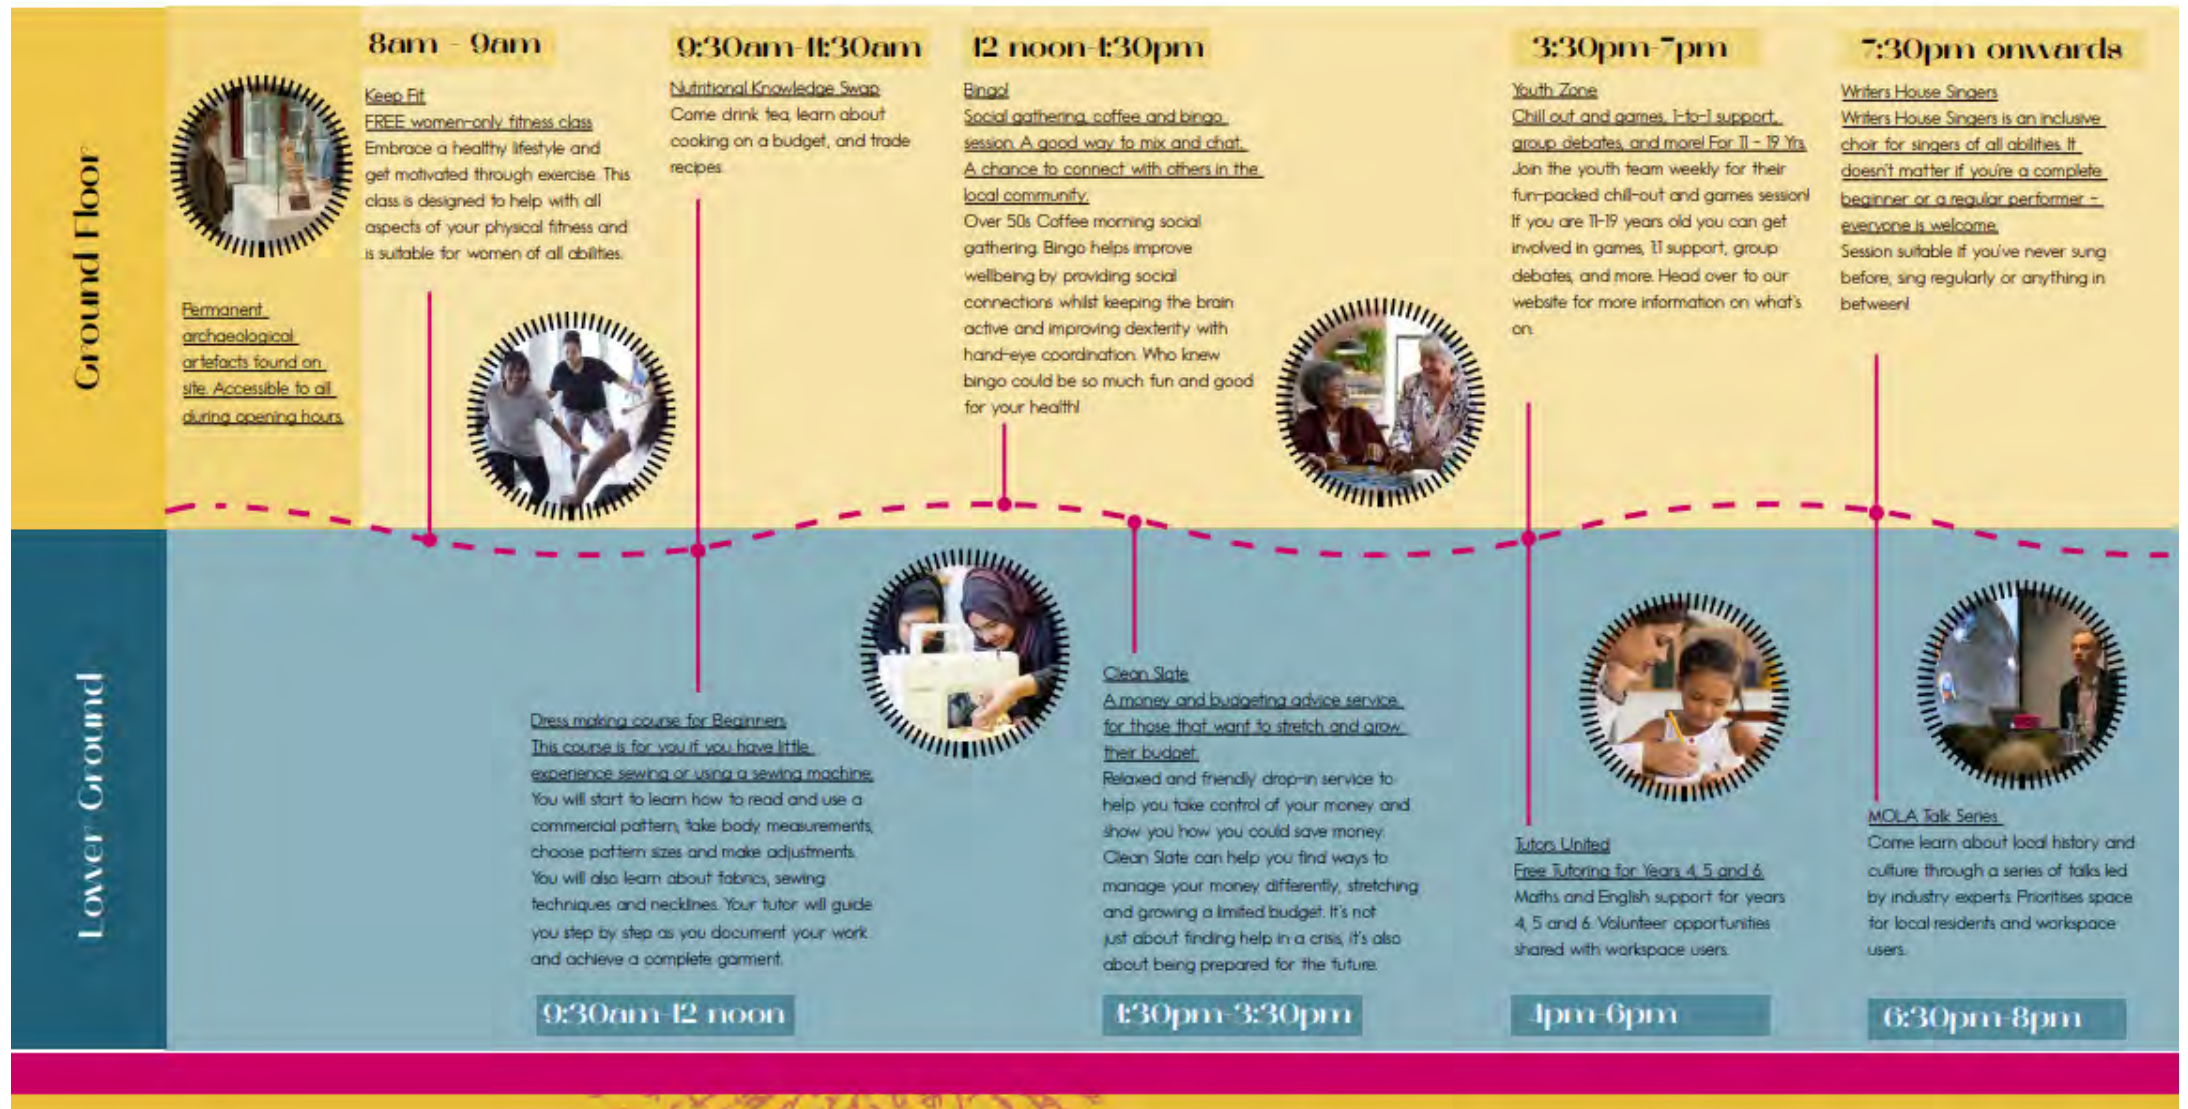 Ground Floor
Permanent
archaeological
artefacts found on
site. Accessible to all
during opening hours.
8am - 9am
Keep Fit
FREE women-only fitness class
Embrace a healthy lifestyle and
get motivated through exercise. This
class is designed to help with all
aspects of your physical fitness and
is suitable for women of all abilities.
9:30am-11:30am
Nutritional Knowledge Swap
Come drink tea, learn about
cooking on a budget, and trade
recipes.
12 noon-1:30pm
Bingo!
Social gathering, coffee and bingo
session. A good way to mix and chat.
A chance to connect with others in the
local community.
Over 50s Coffee morning social
gathering. Bingo helps improve
wellbeing by providing social
connections whilst keeping the brain
active and improving dexterity with
hand-eye coordination. Who knew
bingo could be so much fun and good
for your health!
3:30pm-7pm
Youth Zone
Chill out and games, 1-to-1 support,
group debates, and more! For 11 - 19 Yrs.
Join the youth team weekly for their
fun-packed chill-out and games session!
If you are 11-19 years old you can get
involved in games, 1:1 support, group
debates, and more. Head over to our
website for more information on what's
on.
7:30pm onwards
Writers House Singers
Writers House Singers is an inclusive
choir for singers of all abilities. It
doesn't matter if you're a complete
beginner or a regular performer -
everyone is welcome.
Session suitable if you've never sung
before, sing regularly or anything in
between!
Lower Ground
Dress making course for Beginners
This course is for you if you have little
experience sewing or using a sewing machine.
You will start to learn how to read and use a
commercial pattern, take body measurements,
choose pattern sizes and make adjustments.
You will also learn about fabrics, sewing
techniques and necklines. Your tutor will guide
you step by step as you document your work
and achieve a complete garment.
9:30am-12 noon
Clean Slate
A money and budgeting advice service,
for those that want to stretch and grow
their budget.
Relaxed and friendly drop-in service to
help you take control of your money and
show you how you could save money.
Clean Slate can help you find ways to
manage your money differently, stretching
and growing a limited budget. It's not
just about finding help in a crisis, it's also
about being prepared for the future.
1:30pm-3:30pm
Tutors United
Free Tutoring for Years 4, 5 and 6.
Maths and English support for years
4, 5 and 6. Volunteer opportunities
shared with workspace users.
4pm-6pm
MOLA Talk Series
Come learn about local history and
culture through a series of talks led
by industry experts. Prioritises space
for local residents and workspace
users.
6:30pm-8pm